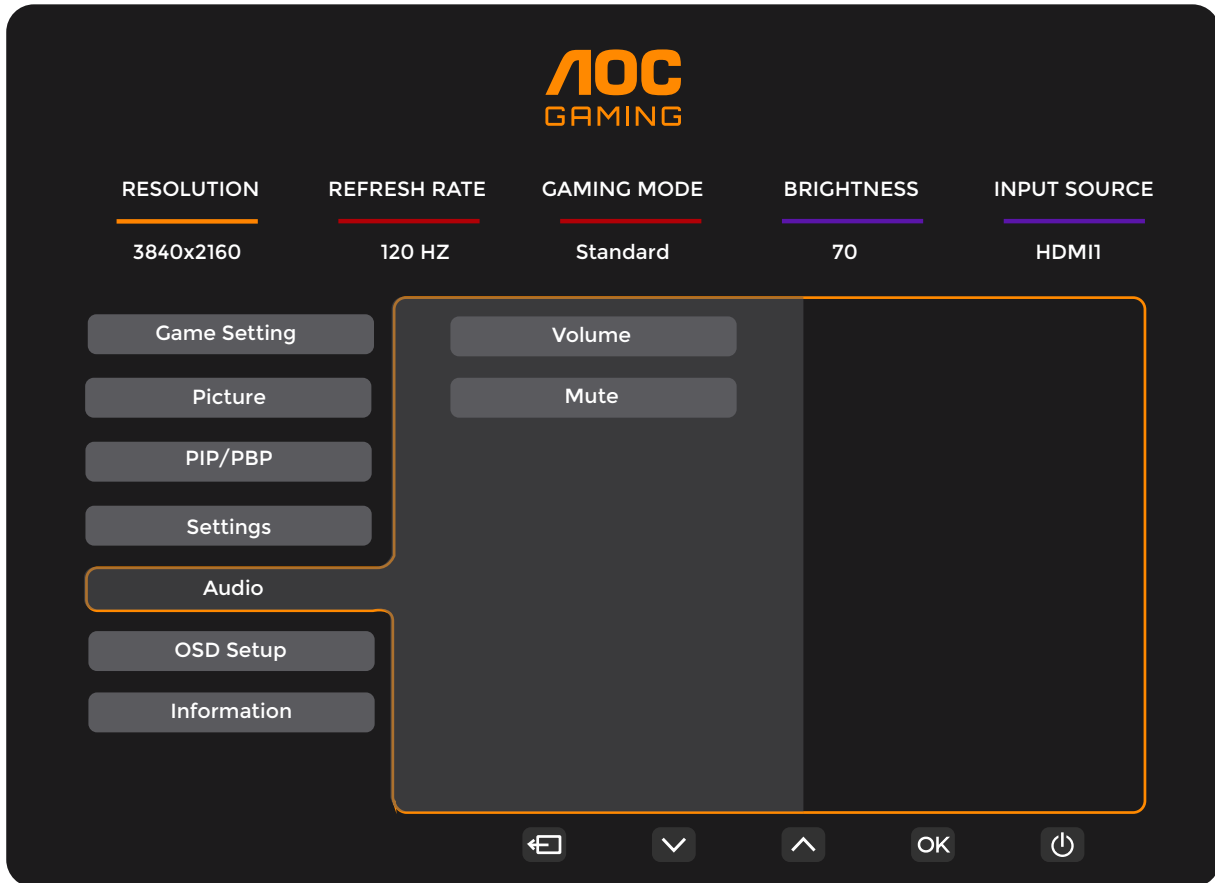 AOC
GAMING
RESOLUTION REFRESH RATE GAMING MODE BRIGHTNESS INPUT SOURCE
3840x2160 120 HZ Standard 70 HDMI1
Game Setting
Volume
Picture
Mute
PIP/PBP
Settings
Audio
OSD Setup
Information
OK